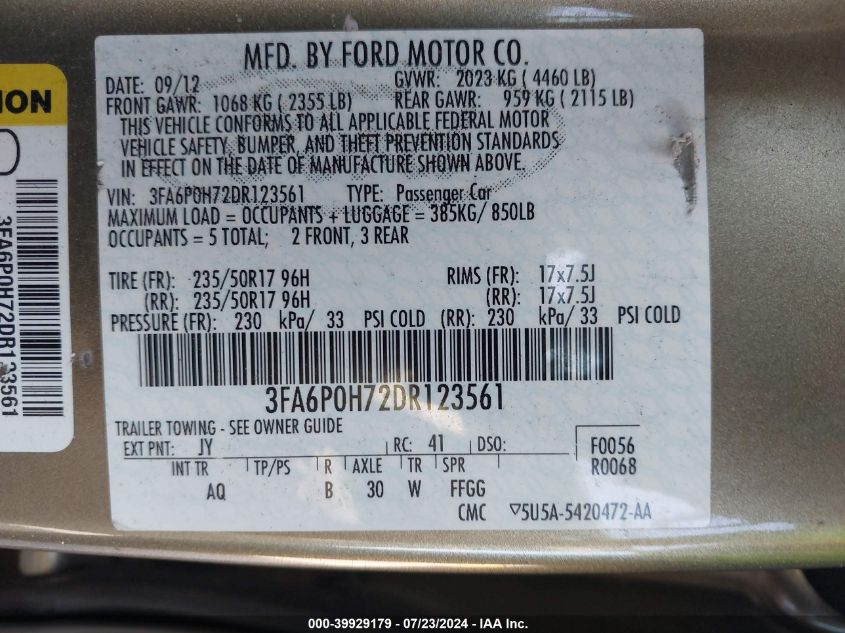 MFD. BY FORD MOTOR CO.
DATE: 09/12 GVWR: 2023 KG ( 4460 LB)
FRONT GAWR: 1068 KG ( 2355 LB) REAR GAWR: 959 KG ( 2115 LB)
THIS VEHICLE CONFORMS TO ALL APPLICABLE FEDERAL MOTOR
VEHICLE SAFETY, BUMPER, AND THEFT PREVENTION STANDARDS
IN EFFECT ON THE DATE OF MANUFACTURE SHOWN ABOVE.
VIN: 3FA6P0H72DR123561 TYPE: Passenger Car
MAXIMUM LOAD = OCCUPANTS + LUGGAGE = 385KG/ 850LB
OCCUPANTS = 5 TOTAL; 2 FRONT, 3 REAR
TIRE (FR): 235/50R17 96H RIMS (FR): 17x7.5J
(RR): 235/50R17 96H (RR): 17x7.5J
PRESSURE (FR): 230 kPa/ 33 PSI COLD (RR): 230 kPa/ 33 PSI COLD
3FA6P0H72DR123561
TRAILER TOWING - SEE OWNER GUIDE
EXT PNT: JY RC: 41 DSO: F0056
INT TR TP/PS R AXLE TR SPR R0068
AQ B 30 W FFGG
CMC ▽5U5A-5420472-AA
3FA6P0H72DR123561
000-39929179 - 07/23/2024 - IAA Inc.